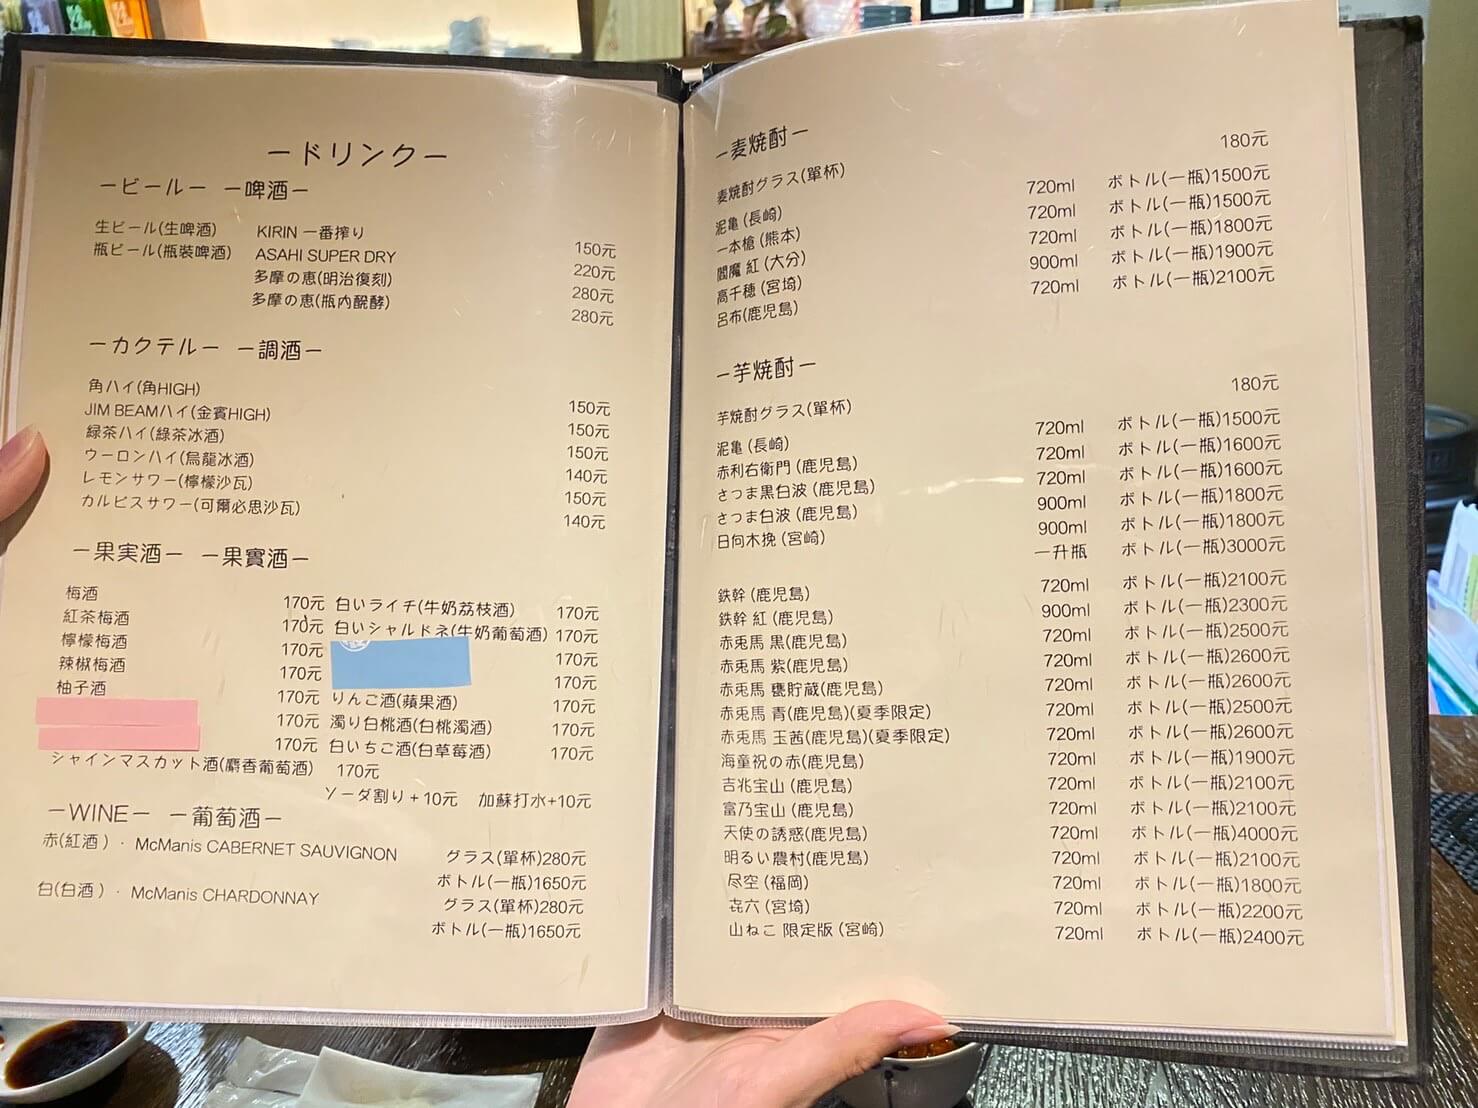 ードリンクー
ービールー ー啤酒ー
生ビール(生啤酒) KIRIN 一番搾り 150元
瓶ビール(瓶裝啤酒) ASAHI SUPER DRY 220元
多摩の恵(明治復刻) 280元
多摩の恵(瓶内醗酵) 280元
ーカクテルー ー調酒ー
角ハイ(角HIGH) 150元
JIM BEAMハイ(金賓HIGH) 150元
緑茶ハイ(綠茶冰酒) 150元
ウーロンハイ(烏龍冰酒) 140元
レモンサワー(檸檬沙瓦) 150元
カルピスサワー(可爾必思沙瓦) 140元
ー果実酒ー ー果實酒ー
梅酒 170元 白いライチ(牛奶荔枝酒) 170元
紅茶梅酒 170元 白いシャルドネ(牛奶葡萄酒) 170元
檸檬梅酒 170元 170元
辣椒梅酒 170元 170元
柚子酒 170元 りんご酒(蘋果酒) 170元
170元 濁り白桃酒(白桃濁酒) 170元
170元 白いちご酒(白草莓酒) 170元
シャインマスカット酒(麝香葡萄酒) 170元
ソーダ割り+10元 加蘇打水+10元
ーWINEー ー葡萄酒ー
赤(紅酒)・ McManis CABERNET SAUVIGNON グラス(單杯)280元
ボトル(一瓶)1650元
白(白酒)・ McManis CHARDONNAY グラス(單杯)280元
ボトル(一瓶)1650元
ー麦焼酎ー
麦焼酎グラス(單杯) 180元
泥亀 (長崎) 720ml ボトル(一瓶)1500元
一本槍 (熊本) 720ml ボトル(一瓶)1500元
閻魔 紅 (大分) 720ml ボトル(一瓶)1800元
高千穂 (宮埼) 900ml ボトル(一瓶)1900元
呂布(鹿児島) 720ml ボトル(一瓶)2100元
ー芋焼酎ー
芋焼酎グラス(單杯) 180元
泥亀 (長崎) 720ml ボトル(一瓶)1500元
赤利右衛門 (鹿児島) 720ml ボトル(一瓶)1600元
さつま黒白波 (鹿児島) 720ml ボトル(一瓶)1600元
さつま白波 (鹿児島) 900ml ボトル(一瓶)1800元
日向木挽 (宮崎) 900ml ボトル(一瓶)1800元
一升瓶 ボトル(一瓶)3000元
鉄幹 (鹿児島) 720ml ボトル(一瓶)2100元
鉄幹 紅 (鹿児島) 900ml ボトル(一瓶)2300元
赤兎馬 黒(鹿児島) 720ml ボトル(一瓶)2500元
赤兎馬 紫(鹿児島) 720ml ボトル(一瓶)2600元
赤兎馬 甕貯蔵(鹿児島) 720ml ボトル(一瓶)2600元
赤兎馬 青(鹿児島)(夏季限定) 720ml ボトル(一瓶)2500元
赤兎馬 玉茜(鹿児島)(夏季限定) 720ml ボトル(一瓶)2600元
海童祝の赤(鹿児島) 720ml ボトル(一瓶)1900元
吉兆宝山 (鹿児島) 720ml ボトル(一瓶)2100元
富乃宝山 (鹿児島) 720ml ボトル(一瓶)2100元
天使の誘惑(鹿児島) 720ml ボトル(一瓶)4000元
明るい農村(鹿児島) 720ml ボトル(一瓶)2100元
尽空 (福岡) 720ml ボトル(一瓶)1800元
㐂六 (宮埼) 720ml ボトル(一瓶)2200元
山ねこ 限定版 (宮崎) 720ml ボトル(一瓶)2400元